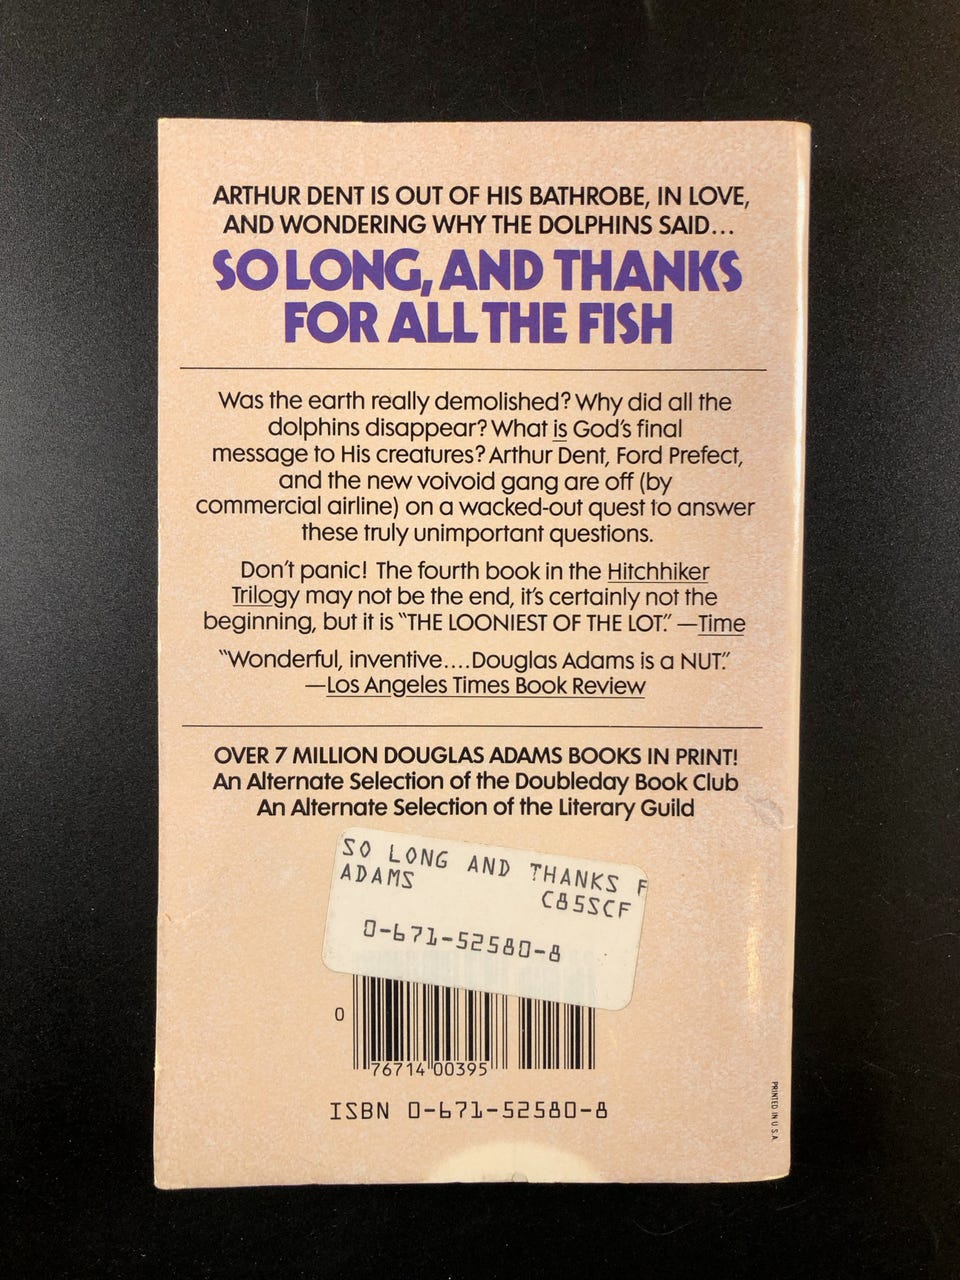 ARTHUR DENT IS OUT OF HIS BATHROBE, IN LOVE,
AND WONDERING WHY THE DOLPHINS SAID...
SO LONG, AND THANKS
FOR ALL THE FISH
Was the earth really demolished? Why did all the
dolphins disappear? What is God's final
message to His creatures? Arthur Dent, Ford Prefect,
and the new voivoid gang are off (by
commercial airline) on a wacked-out quest to answer
these truly unimportant questions.
Don't panic! The fourth book in the Hitchhiker
Trilogy may not be the end, it's certainly not the
beginning, but it is "THE LOONIEST OF THE LOT." —Time
"Wonderful, inventive....Douglas Adams is a NUT."
—Los Angeles Times Book Review
OVER 7 MILLION DOUGLAS ADAMS BOOKS IN PRINT!
An Alternate Selection of the Doubleday Book Club
An Alternate Selection of the Literary Guild
SO LONG AND THANKS F
ADAMS
C85SCF
0-671-52580-8
0
76714 00395
ISBN 0-671-52580-8
PRINTED IN U.S.A.